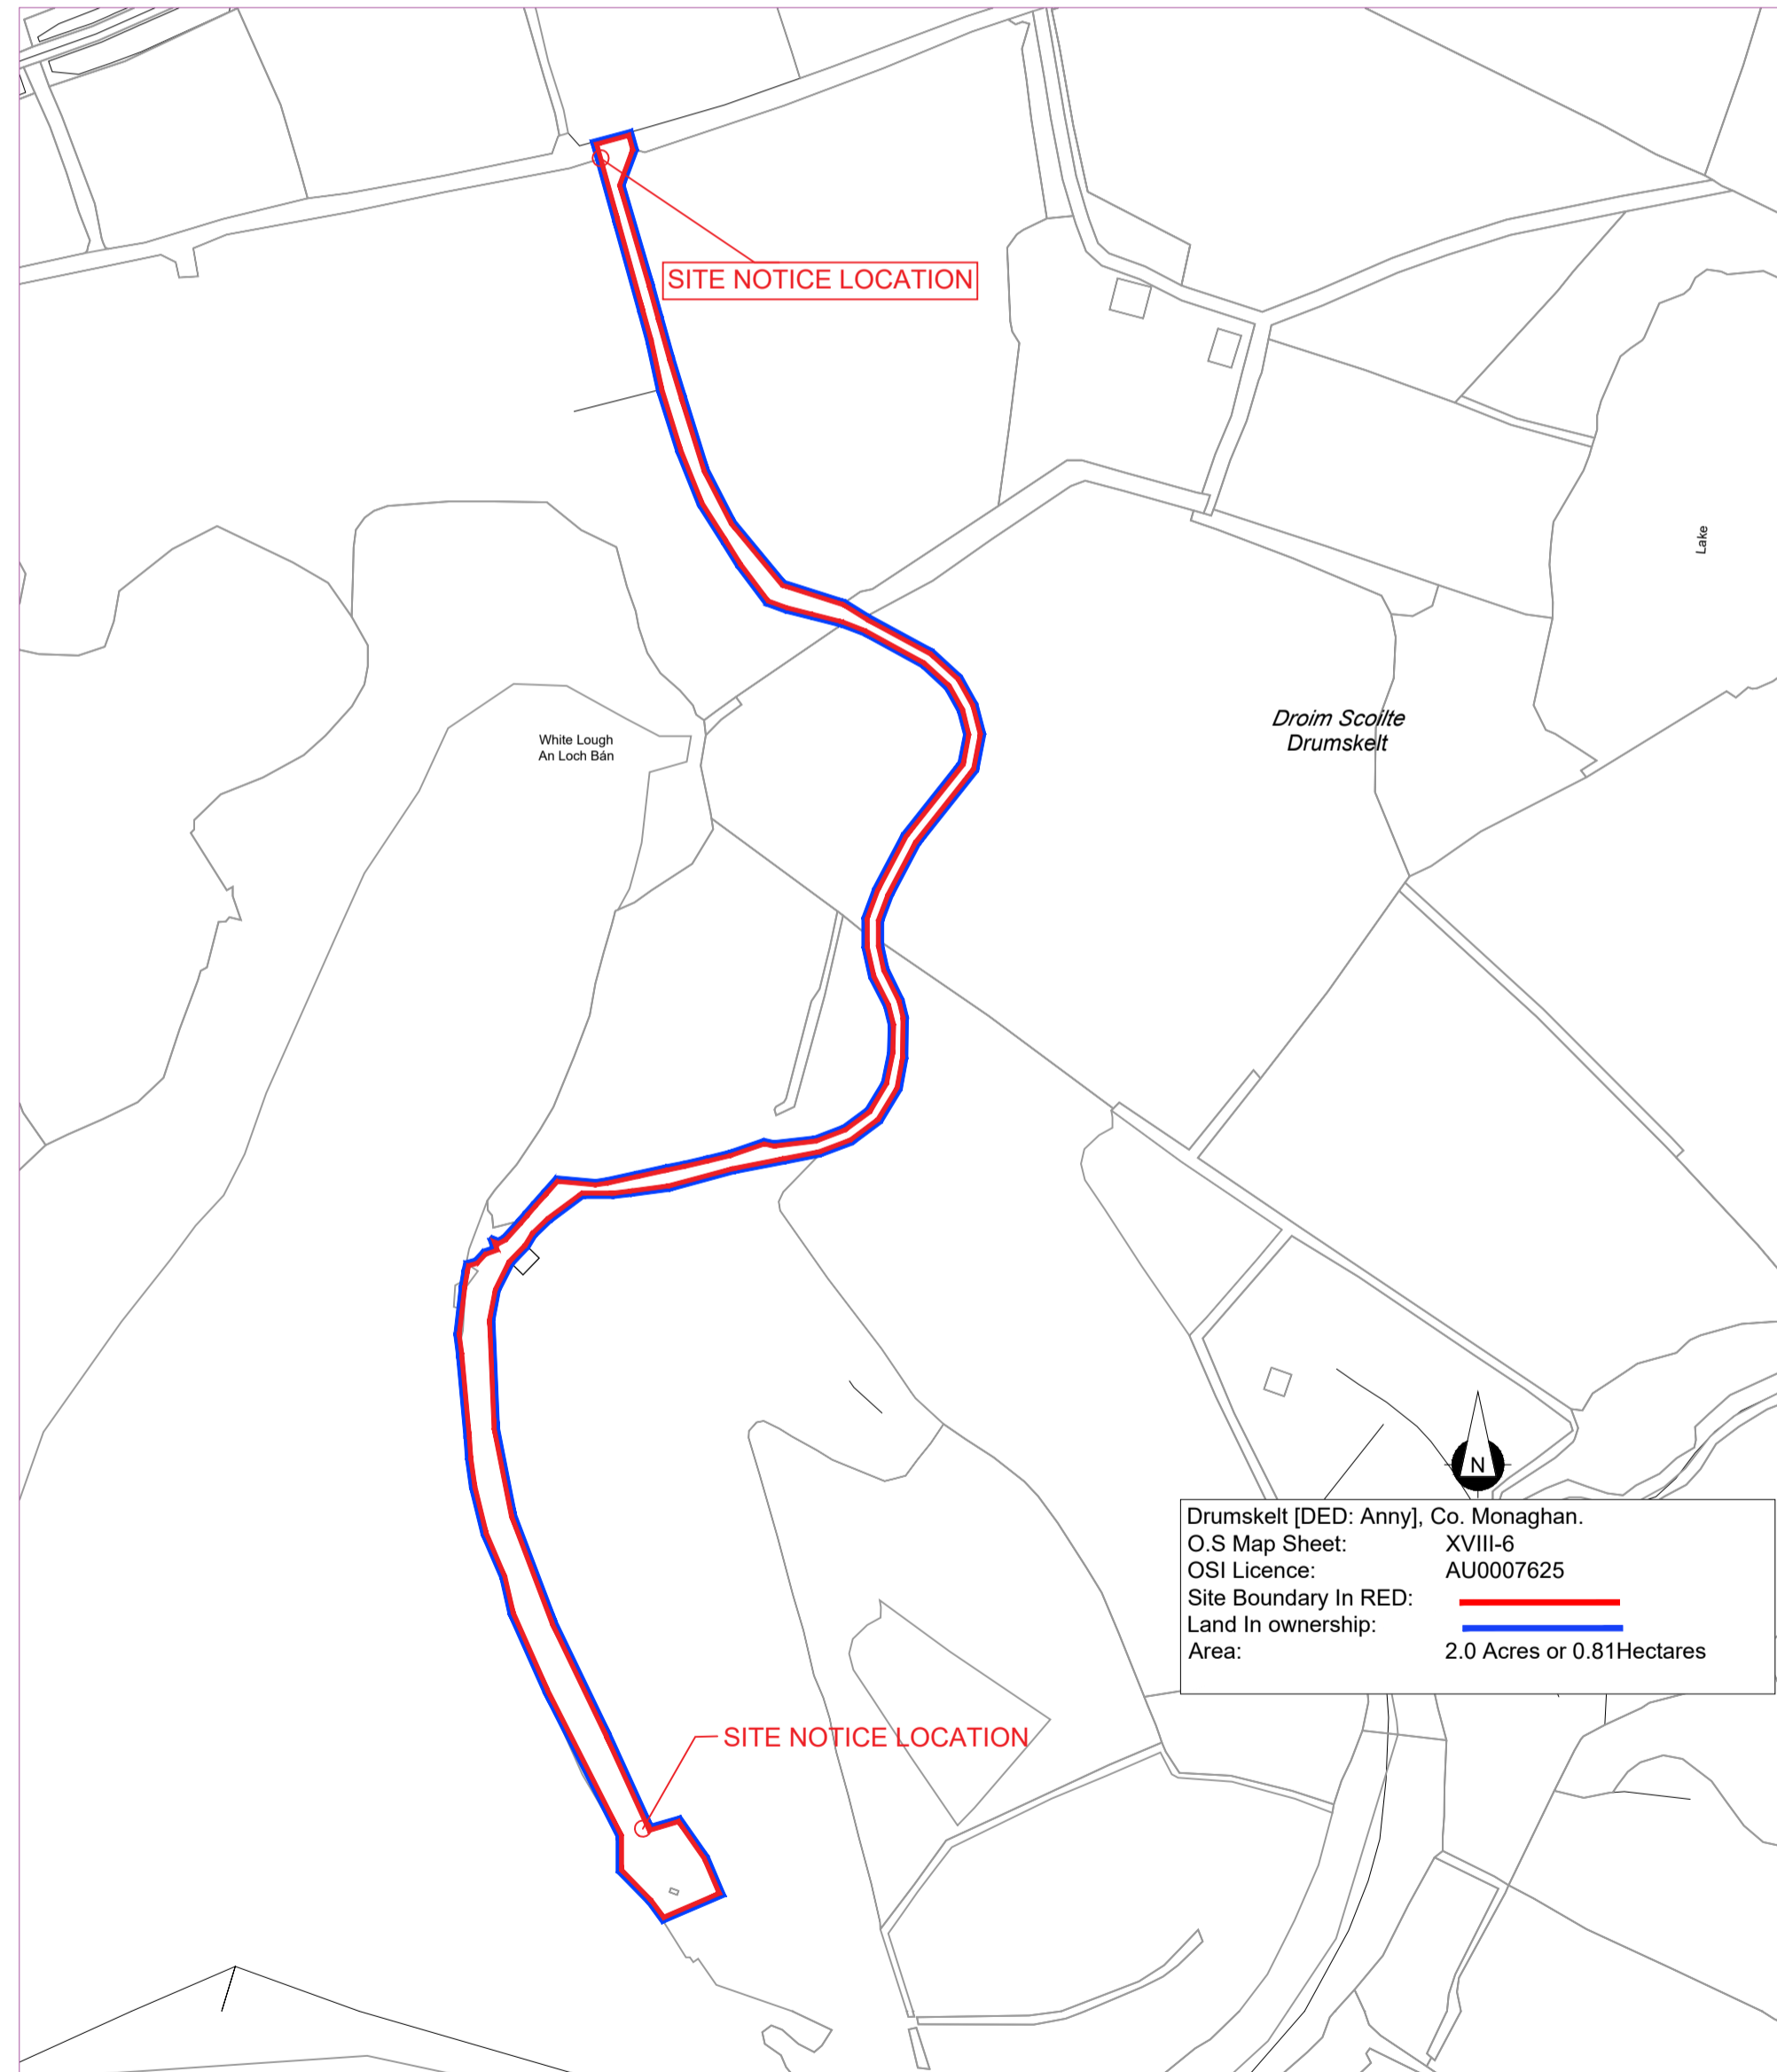 SITE NOTICE LOCATION
Lake
Droim Scoilte
Drumskelt
White Lough
An Loch Bán
N
Drumskelt [DED: Anny], Co. Monaghan.
O.S Map Sheet: XVIII-6
OSI Licence: AU0007625
Site Boundary In RED:
Land In ownership:
Area: 2.0 Acres or 0.81Hectares
SITE NOTICE LOCATION